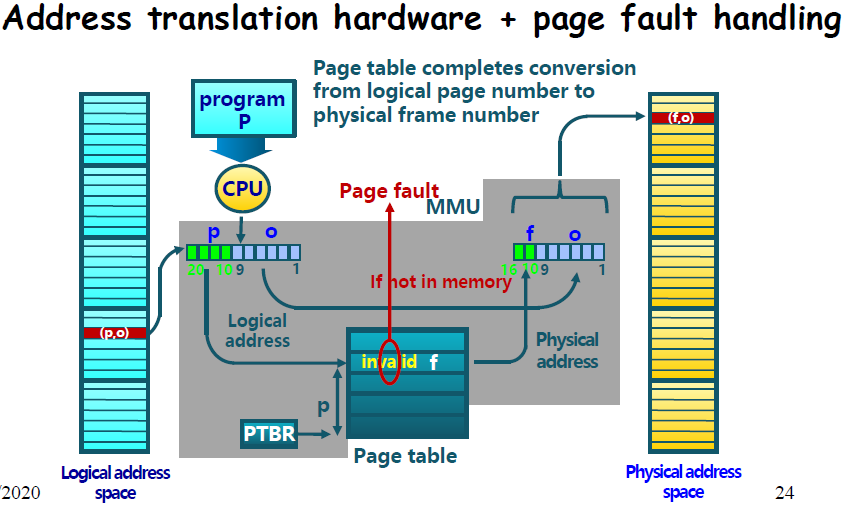 Address translation hardware + page fault handling
Page table completes conversion
from logical page number to
physical frame number
program
P
CPU
Page fault
MMU
(f,o)
p o
f o
20 10 9 1
16 10 9 1
If not in memory
(p,o)
Logical
address
Physical
address
invalid f
p
PTBR
Page table
Logical address
space
Physical address
space
/2020
24